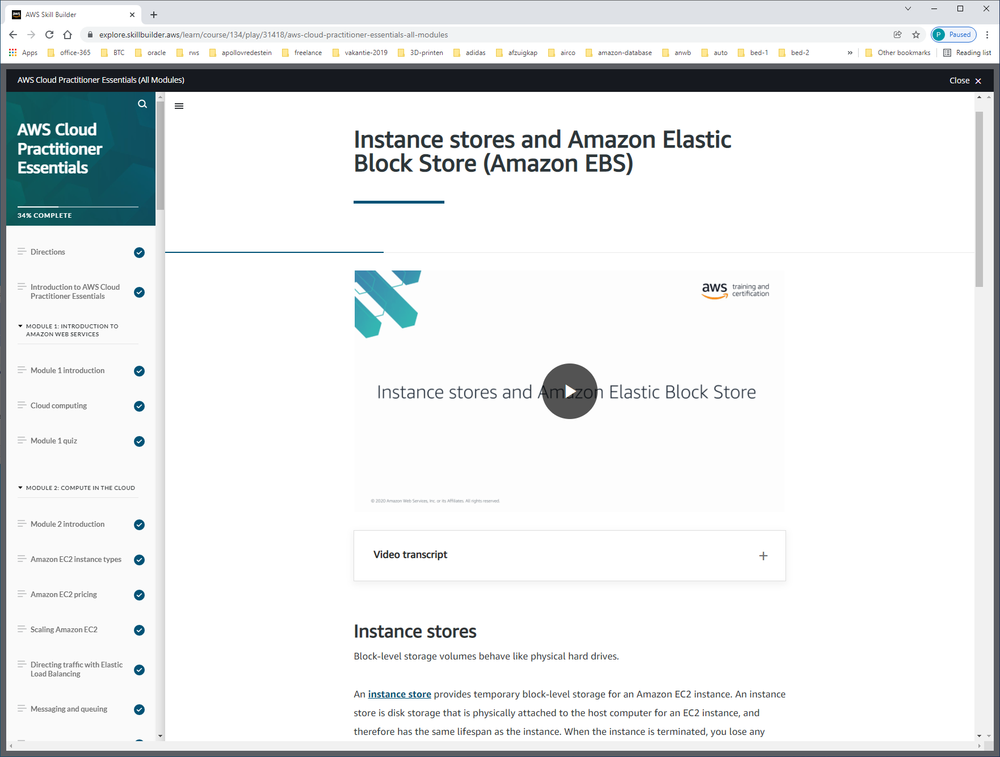 AWS Skill Builder
explore.skillbuilder.aws/learn/course/134/play/31418/aws-cloud-practitioner-essentials-all-modules
P Paused
Apps office-365 BTC oracle rws apollovredestein freelance vakantie-2019 3D-printen adidas afzuigkap airco amazon-database anwb auto bed-1 bed-2 » Other bookmarks Reading list
AWS Cloud Practitioner Essentials (All Modules)
Close
AWS Cloud
Practitioner
Essentials
34% COMPLETE
Directions
Introduction to AWS Cloud
Practitioner Essentials
MODULE 1: INTRODUCTION TO
AMAZON WEB SERVICES
Module 1 introduction
Cloud computing
Module 1 quiz
MODULE 2: COMPUTE IN THE CLOUD
Module 2 introduction
Amazon EC2 instance types
Amazon EC2 pricing
Scaling Amazon EC2
Directing traffic with Elastic
Load Balancing
Messaging and queuing
Instance stores and Amazon Elastic
Block Store (Amazon EBS)
aws training and
certification
Instance stores and Amazon Elastic Block Store
© 2020 Amazon Web Services, Inc. or its Affiliates. All rights reserved.
Video transcript
Instance stores
Block-level storage volumes behave like physical hard drives.
An instance store provides temporary block-level storage for an Amazon EC2 instance. An instance
store is disk storage that is physically attached to the host computer for an EC2 instance, and
therefore has the same lifespan as the instance. When the instance is terminated, you lose any